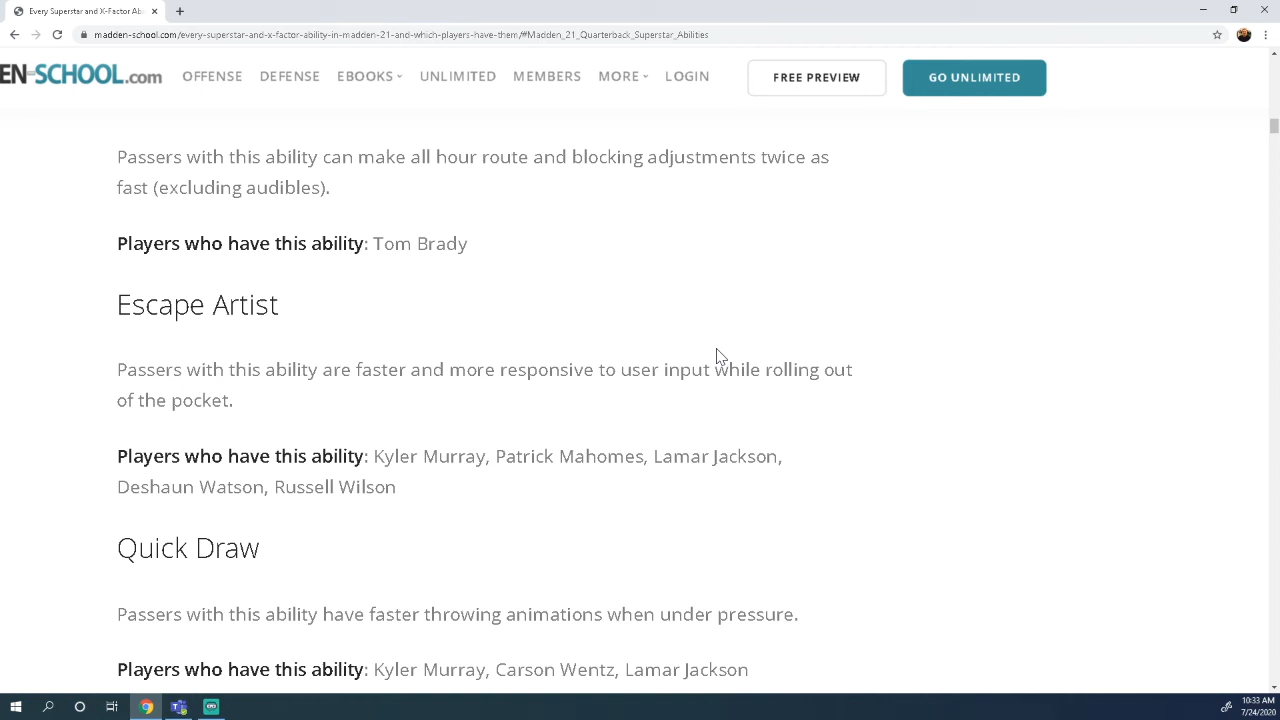 Every Superstar and X-Factor Abi
madden-school.com/every-superstar-and-x-factor-ability-in-madden-21-and-which-players-have-them/#Madden_21_Quarterback_Superstar_Abilities
EN-SCHOOL.com
OFFENSE
DEFENSE
EBOOKS
UNLIMITED
MEMBERS
MORE
LOGIN
FREE PREVIEW
GO UNLIMITED
Passers with this ability can make all hour route and blocking adjustments twice as
fast (excluding audibles).
Players who have this ability: Tom Brady
Escape Artist
Passers with this ability are faster and more responsive to user input while rolling out
of the pocket.
Players who have this ability: Kyler Murray, Patrick Mahomes, Lamar Jackson,
Deshaun Watson, Russell Wilson
Quick Draw
Passers with this ability have faster throwing animations when under pressure.
Players who have this ability: Kyler Murray, Carson Wentz, Lamar Jackson
10:33 AM
7/24/2020